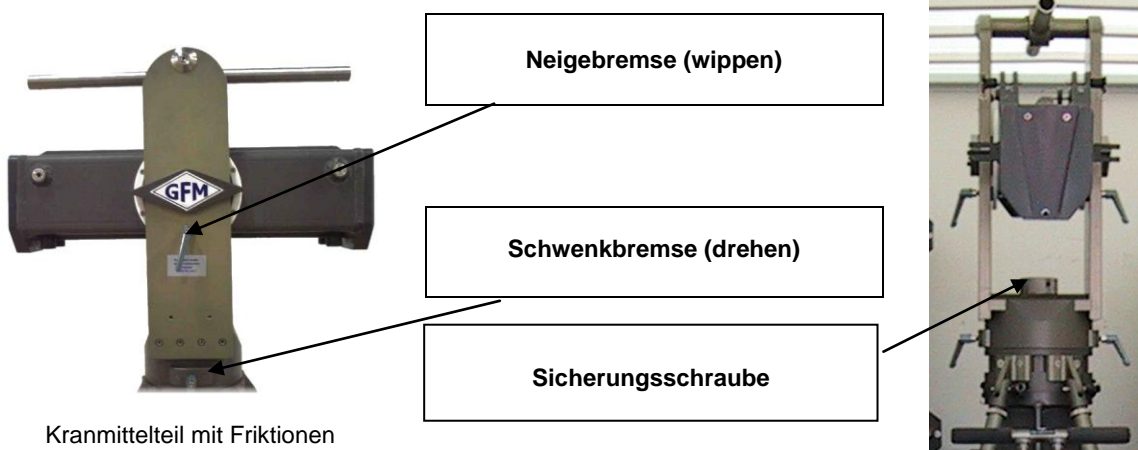 Neigebremse (wippen)
GFM
Schwenkbremse (drehen)
Sicherungsschraube
Kranmittelteil mit Friktionen